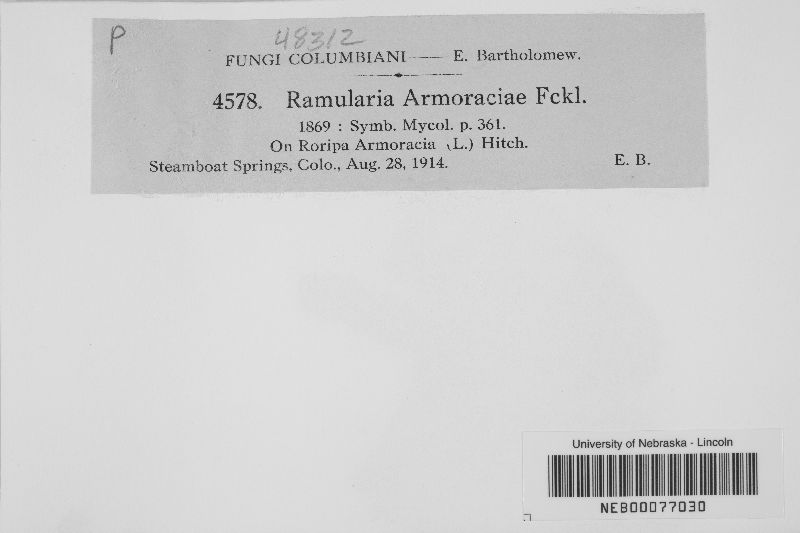 P
48312
FUNGI COLUMBIANI — E. Bartholomew.
4578. Ramularia Armoraciae Fckl.
1869 : Symb. Mycol. p. 361.
On Roripa Armoracia (L.) Hitch.
Steamboat Springs, Colo., Aug. 28, 1914. E. B.
University of Nebraska - Lincoln
NEB00077030